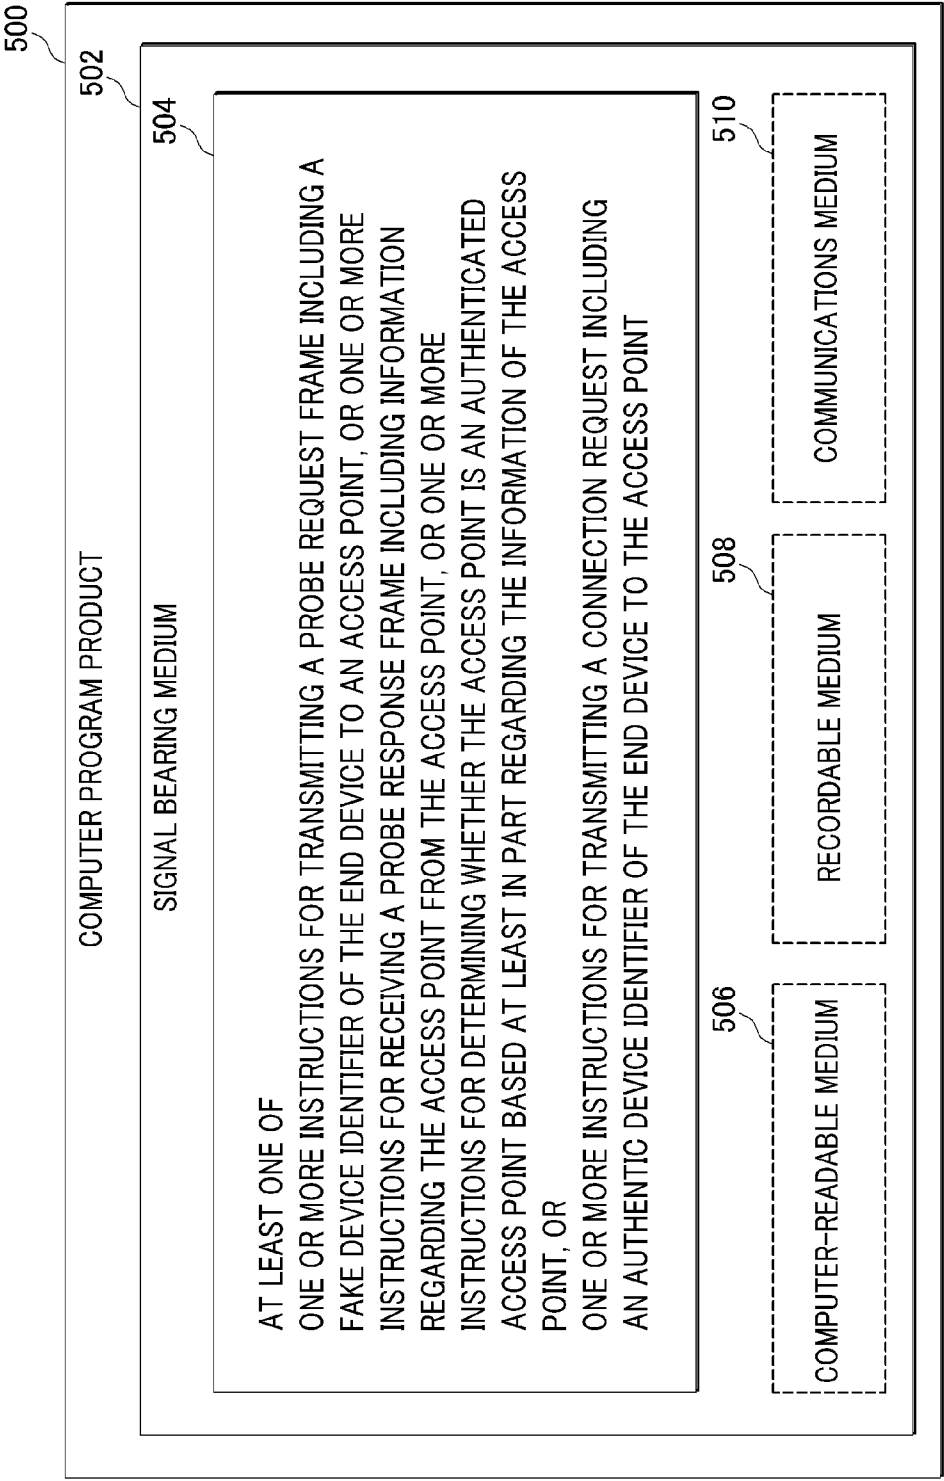 500
COMPUTER PROGRAM PRODUCT
502
SIGNAL BEARING MEDIUM
504
AT LEAST ONE OF
ONE OR MORE INSTRUCTIONS FOR TRANSMITTING A PROBE REQUEST FRAME INCLUDING A
FAKE DEVICE IDENTIFIER OF THE END DEVICE TO AN ACCESS POINT, OR ONE OR MORE
INSTRUCTIONS FOR RECEIVING A PROBE RESPONSE FRAME INCLUDING INFORMATION
REGARDING THE ACCESS POINT FROM THE ACCESS POINT, OR ONE OR MORE
INSTRUCTIONS FOR DETERMINING WHETHER THE ACCESS POINT IS AN AUTHENTICATED
ACCESS POINT BASED AT LEAST IN PART REGARDING THE INFORMATION OF THE ACCESS
POINT, OR
ONE OR MORE INSTRUCTIONS FOR TRANSMITTING A CONNECTION REQUEST INCLUDING
AN AUTHENTIC DEVICE IDENTIFIER OF THE END DEVICE TO THE ACCESS POINT
506
COMPUTER-READABLE MEDIUM
508
RECORDABLE MEDIUM
510
COMMUNICATIONS MEDIUM